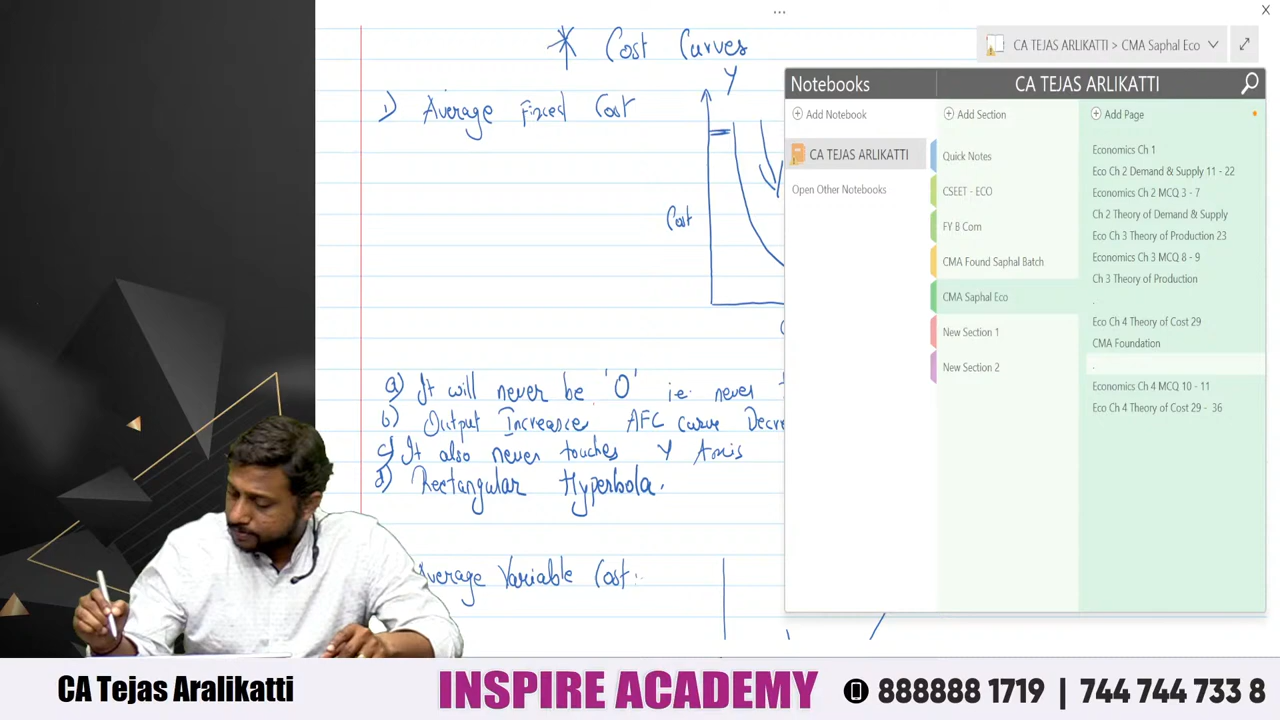 * Cost Curves
CA TEJAS ARLIKATTI > CMA Saphal Eco
Notebooks
CA TEJAS ARLIKATTI
Add Notebook
Add Section
Add Page
CA TEJAS ARLIKATTI
Open Other Notebooks
Quick Notes
CSEET - ECO
FY B Com
CMA Found Saphal Batch
CMA Saphal Eco
New Section 1
New Section 2
Economics Ch 1
Eco Ch 2 Demand & Supply 11 - 22
Economics Ch 2 MCQ 3 - 7
Ch 2 Theory of Demand & Supply
Eco Ch 3 Theory of Production 23
Economics Ch 3 MCQ 8 - 9
Ch 3 Theory of Production
.
Eco Ch 4 Theory of Cost 29
CMA Foundation
.
Economics Ch 4 MCQ 10 - 11
Eco Ch 4 Theory of Cost 29 - 36
1) Average Fixed Cost
Y
Cost
a) It will never be '0' i.e. never
b) Output Increase AFC curve Decre
c) It also never touches Y Axis
d) Rectangular Hyperbola.
Average Variable Cost:
CA Tejas Aralikatti
INSPIRE ACADEMY
888888 1719 | 744 744 733 8